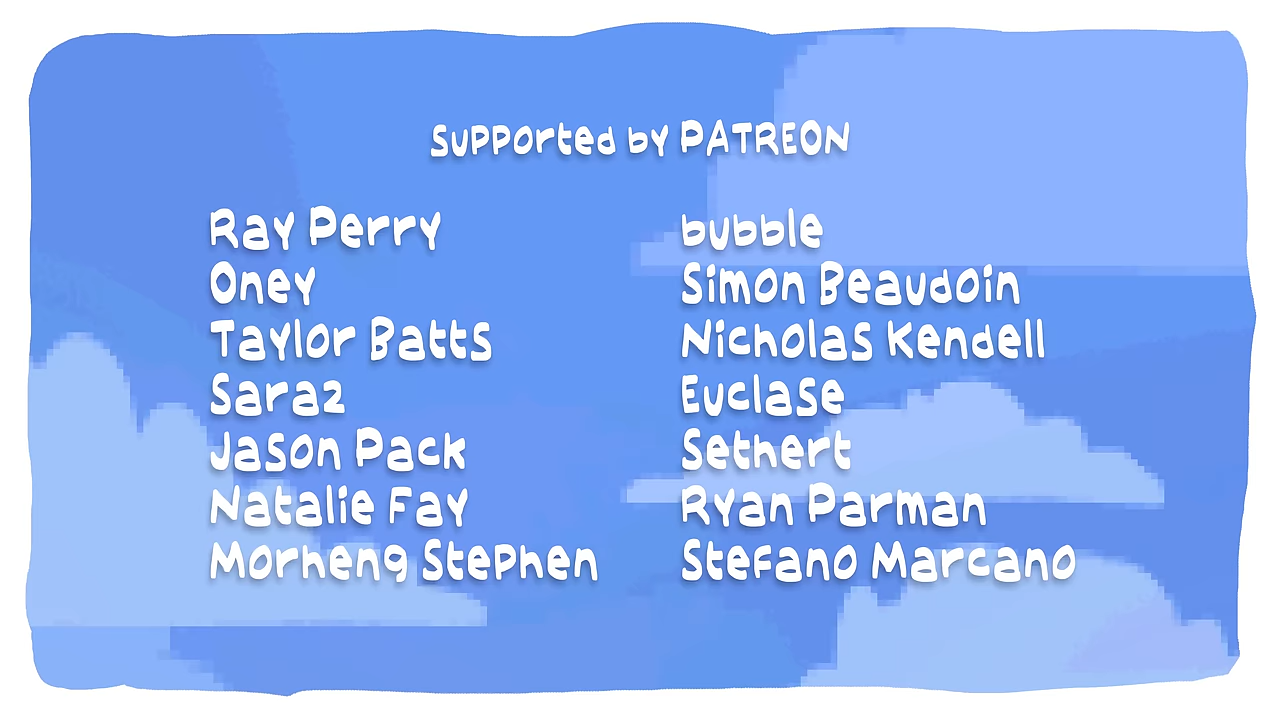 Supported by PATREON
Ray Perry
Oney
Taylor Batts
Saraz
Jason Pack
Natalie Fay
Morheng Stephen
bubble
Simon Beaudoin
Nicholas Kendell
Euclase
Sethert
Ryan Parman
Stefano Marcano